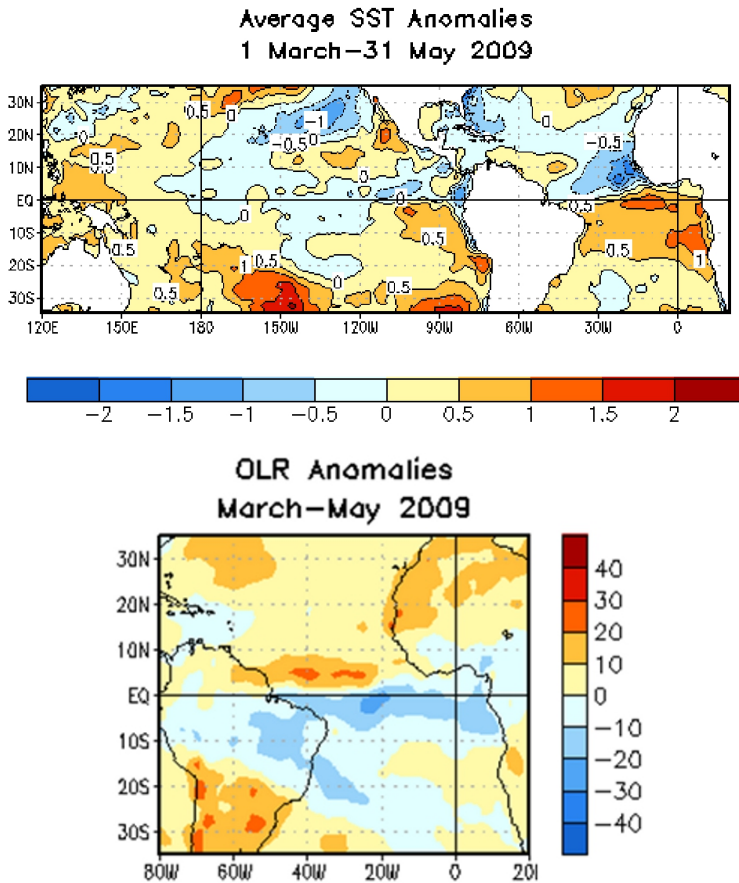 Average SST Anomalies
1 March-31 May 2009
30N
20N
10N
EQ
10S
20S
30S
0.5
0
-1
-0.5
0
0
0.5
0.5
0
0
0.5
0.5
1
0.5
0
0.5
0.5
0
-0.5
0
0.5
0.5
1
120E 150E 180 150W 120W 90W 60W 30W 0
-2 -1.5 -1 -0.5 0 0.5 1 1.5 2
OLR Anomalies
March-May 2009
30N
20N
10N
EQ
10S
20S
30S
80W 60W 40W 20W 0 20
40
30
20
10
0
-10
-20
-30
-40